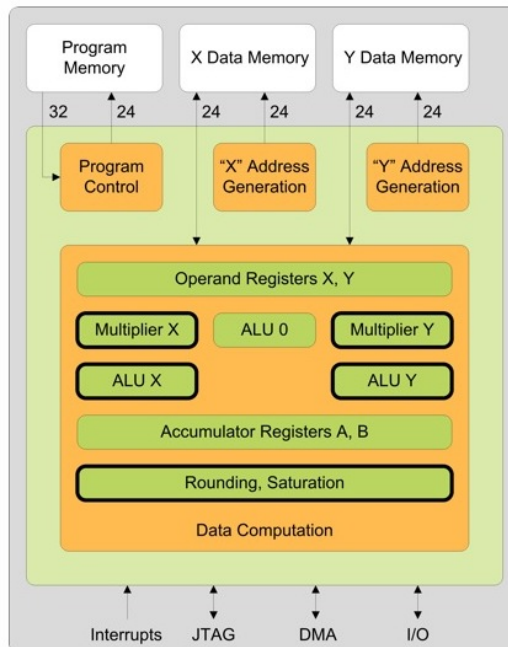 Program
Memory
X Data Memory
Y Data Memory
32
24
24
24
24
24
Program
Control
“X” Address
Generation
“Y” Address
Generation
Operand Registers X, Y
Multiplier X
ALU 0
Multiplier Y
ALU X
ALU Y
Accumulator Registers A, B
Rounding, Saturation
Data Computation
Interrupts
JTAG
DMA
I/O